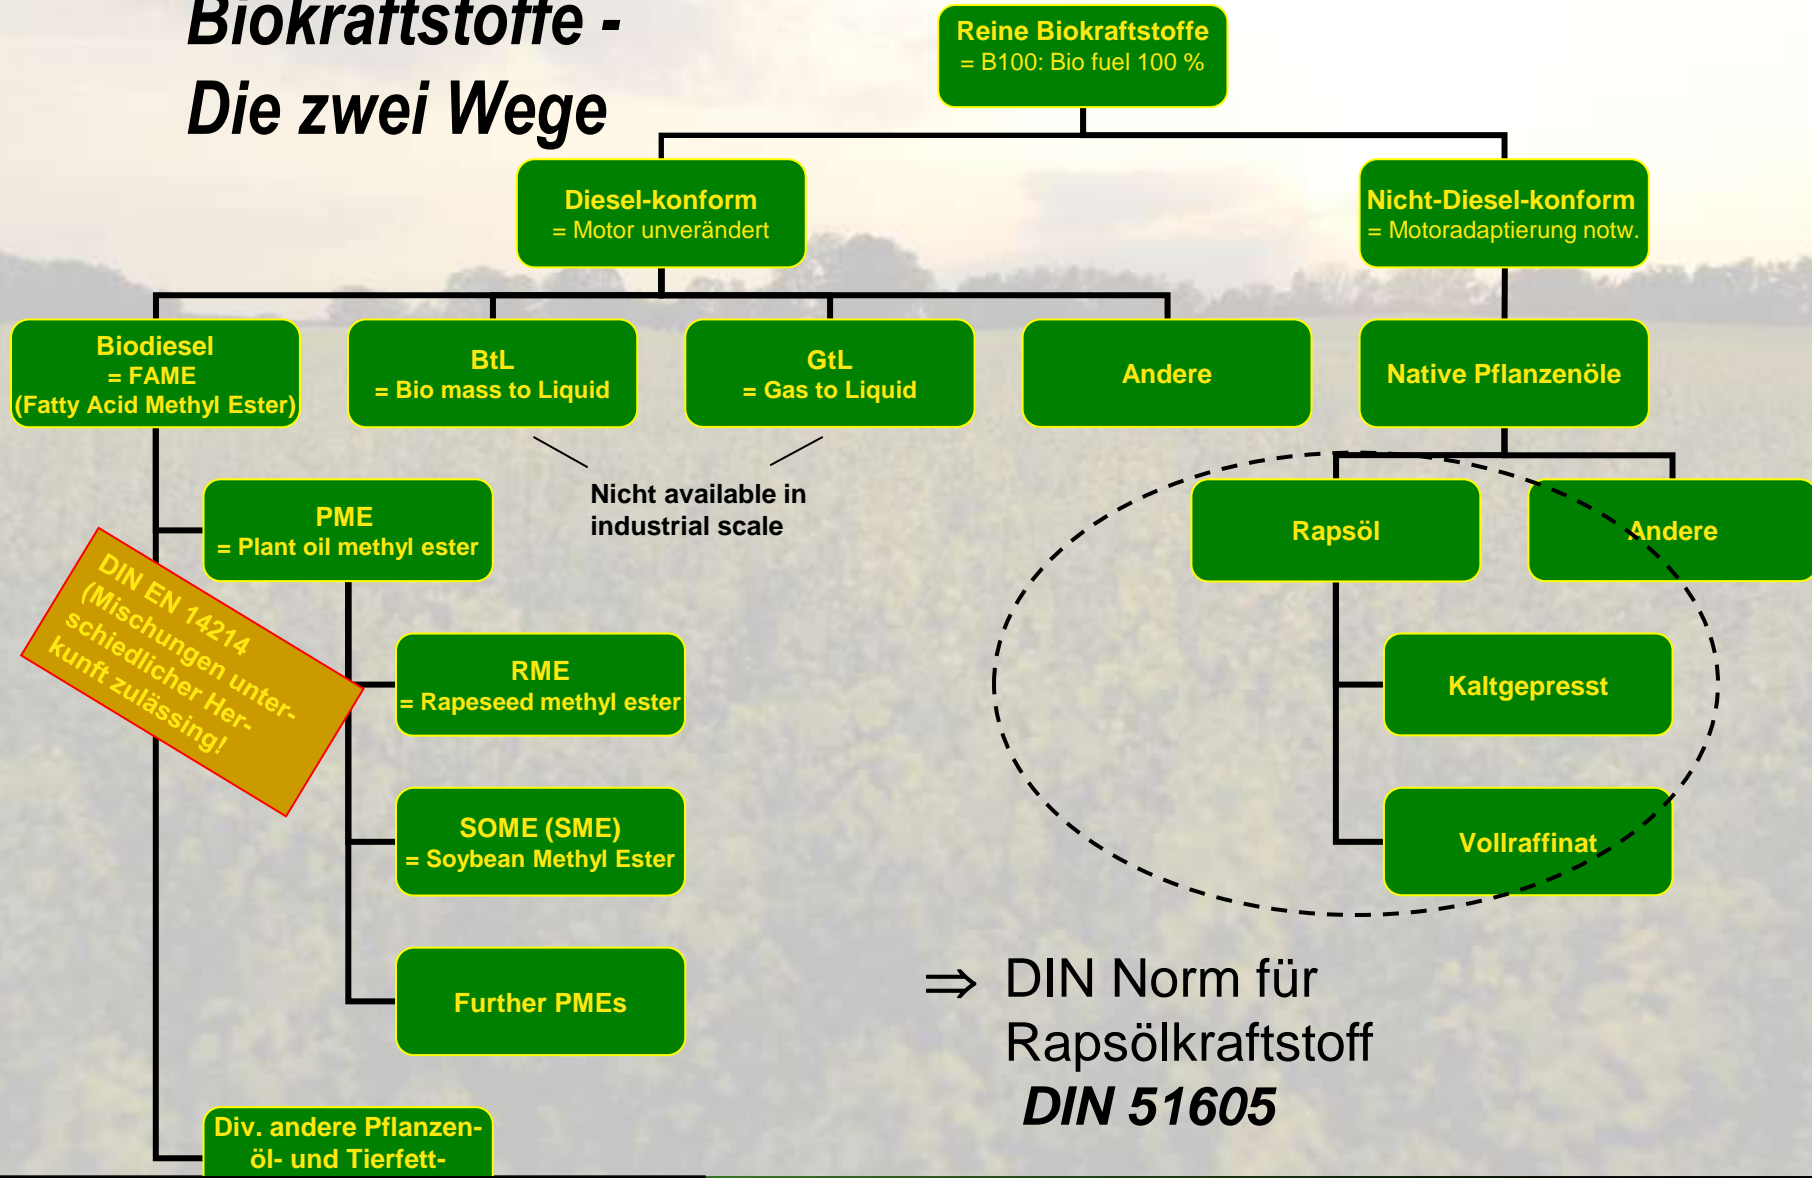 Biokraftstoffe -
Die zwei Wege
Reine Biokraftstoffe
= B100: Bio fuel 100 %
Diesel-konform
= Motor unverändert
Nicht-Diesel-konform
= Motoradaptierung notw.
Biodiesel
= FAME
(Fatty Acid Methyl Ester)
BtL
= Bio mass to Liquid
GtL
= Gas to Liquid
Andere
Native Pflanzenöle
Nicht available in
industrial scale
PME
= Plant oil methyl ester
Rapsöl
Andere
DIN EN 14214
(Mischungen unter-
schiedlicher Her-
kunft zulässing!
RME
= Rapeseed methyl ester
Kaltgepresst
SOME (SME)
= Soybean Methyl Ester
Vollraffinat
Further PMEs
⇒ DIN Norm für
Rapsölkraftstoff
DIN 51605
Div. andere Pflanzen-
öl- und Tierfett-